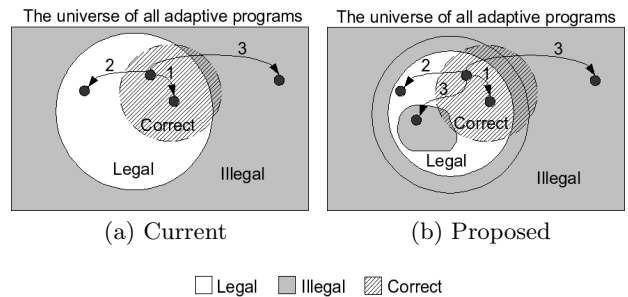 The universe of all adaptive programs
3
2
1
Correct
Legal
Illegal
(a) Current
The universe of all adaptive programs
3
2
1
3
Correct
Legal
Illegal
(b) Proposed
Legal Illegal Correct